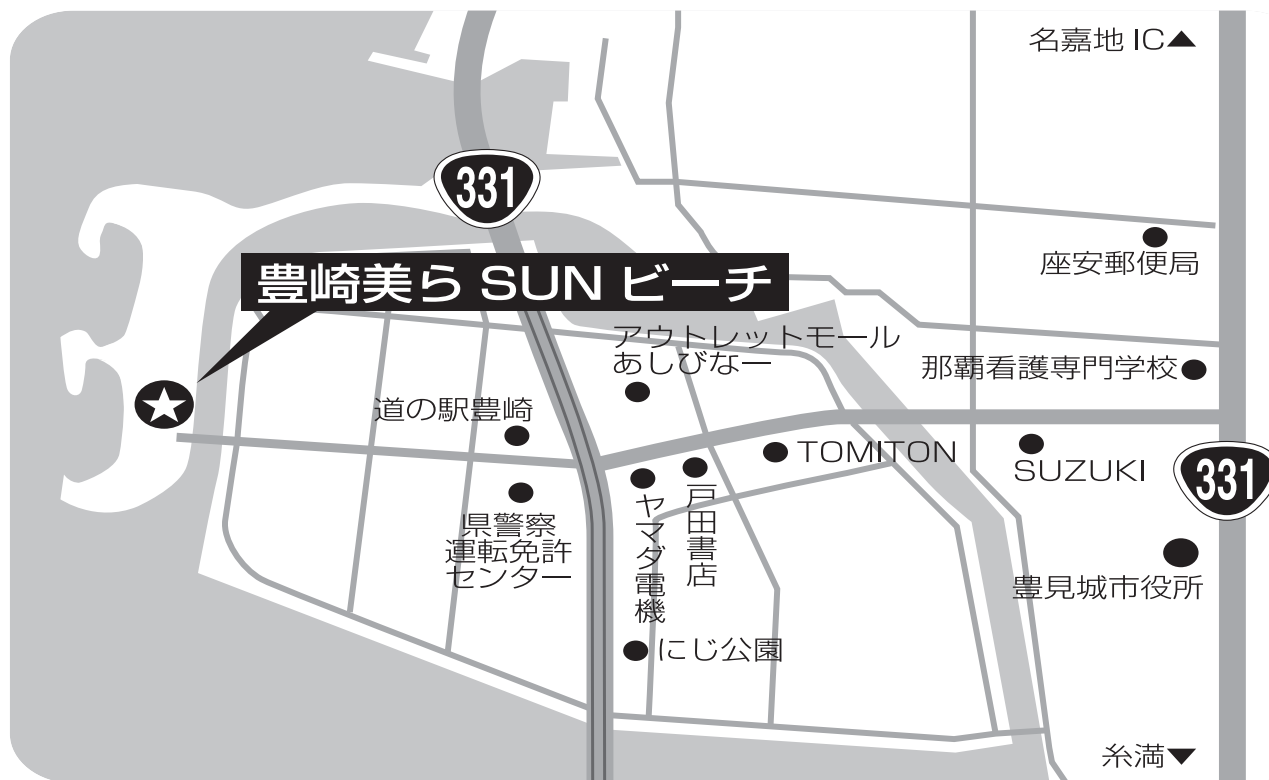 名嘉地 IC▲
331
座安郵便局
豊崎美ら SUN ビーチ
アウトレットモール
あしびなー
那覇看護専門学校
道の駅豊崎
TOMITON
SUZUKI
331
県警察
運転免許
センター
ヤマダ電機
戸田書店
豊見城市役所
にじ公園
糸満▼